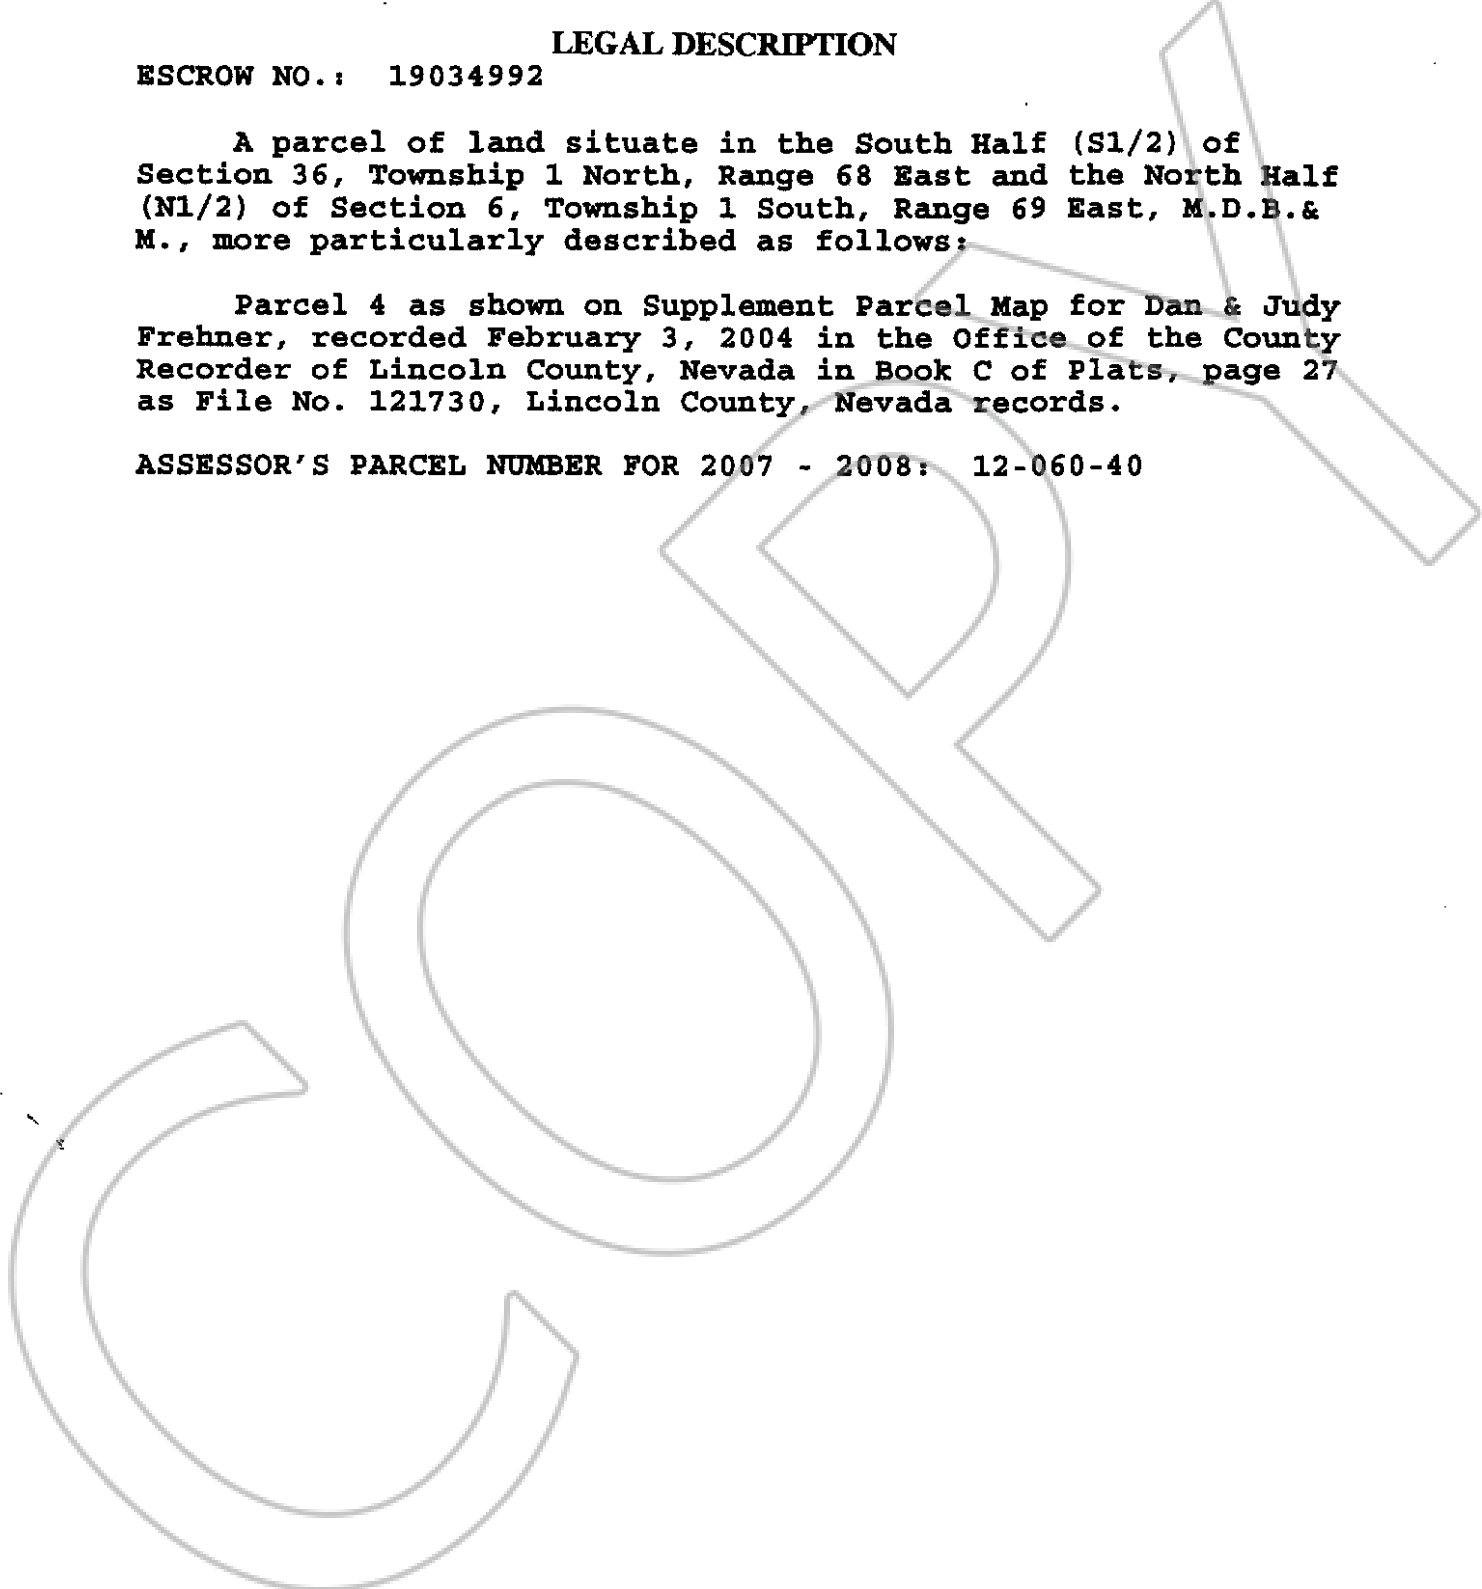 LEGAL DESCRIPTION
ESCROW NO.: 19034992
A parcel of land situate in the South Half (S1/2) of
Section 36, Township 1 North, Range 68 East and the North Half
(N1/2) of Section 6, Township 1 South, Range 69 East, M.D.B.&
M., more particularly described as follows:
Parcel 4 as shown on Supplement Parcel Map for Dan & Judy
Frehner, recorded February 3, 2004 in the Office of the County
Recorder of Lincoln County, Nevada in Book C of Plats, page 27
as File No. 121730, Lincoln County, Nevada records.
ASSESSOR'S PARCEL NUMBER FOR 2007 - 2008: 12-060-40
COPY